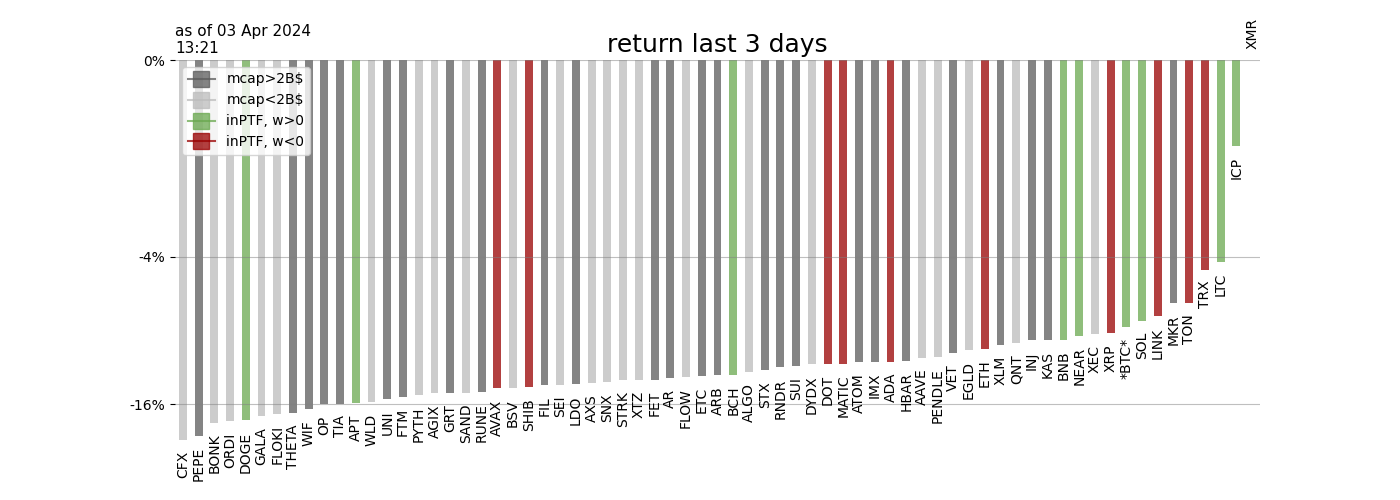 as of 03 Apr 2024
13:21
return last 3 days
XMR
0%
-4%
-16%
mcap>2B$
mcap<2B$
inPTF, w>0
inPTF, w<0
CFX
PEPE
BONK
ORDI
DOGE
GALA
FLOKI
THETA
WIF
OP
TIA
APT
WLD
UNI
FTM
PYTH
AGIX
GRT
SAND
RUNE
AVAX
BSV
SHIB
FIL
SEI
LDO
AXS
SNX
STRK
XTZ
FET
AR
FLOW
ETC
ARB
BCH
ALGO
STX
RNDR
SUI
DYDX
DOT
MATIC
ATOM
IMX
ADA
HBAR
AAVE
PENDLE
VET
EGLD
ETH
XLM
QNT
INJ
KAS
BNB
NEAR
XEC
XRP
*BTC*
SOL
LINK
MKR
TON
TRX
LTC
ICP